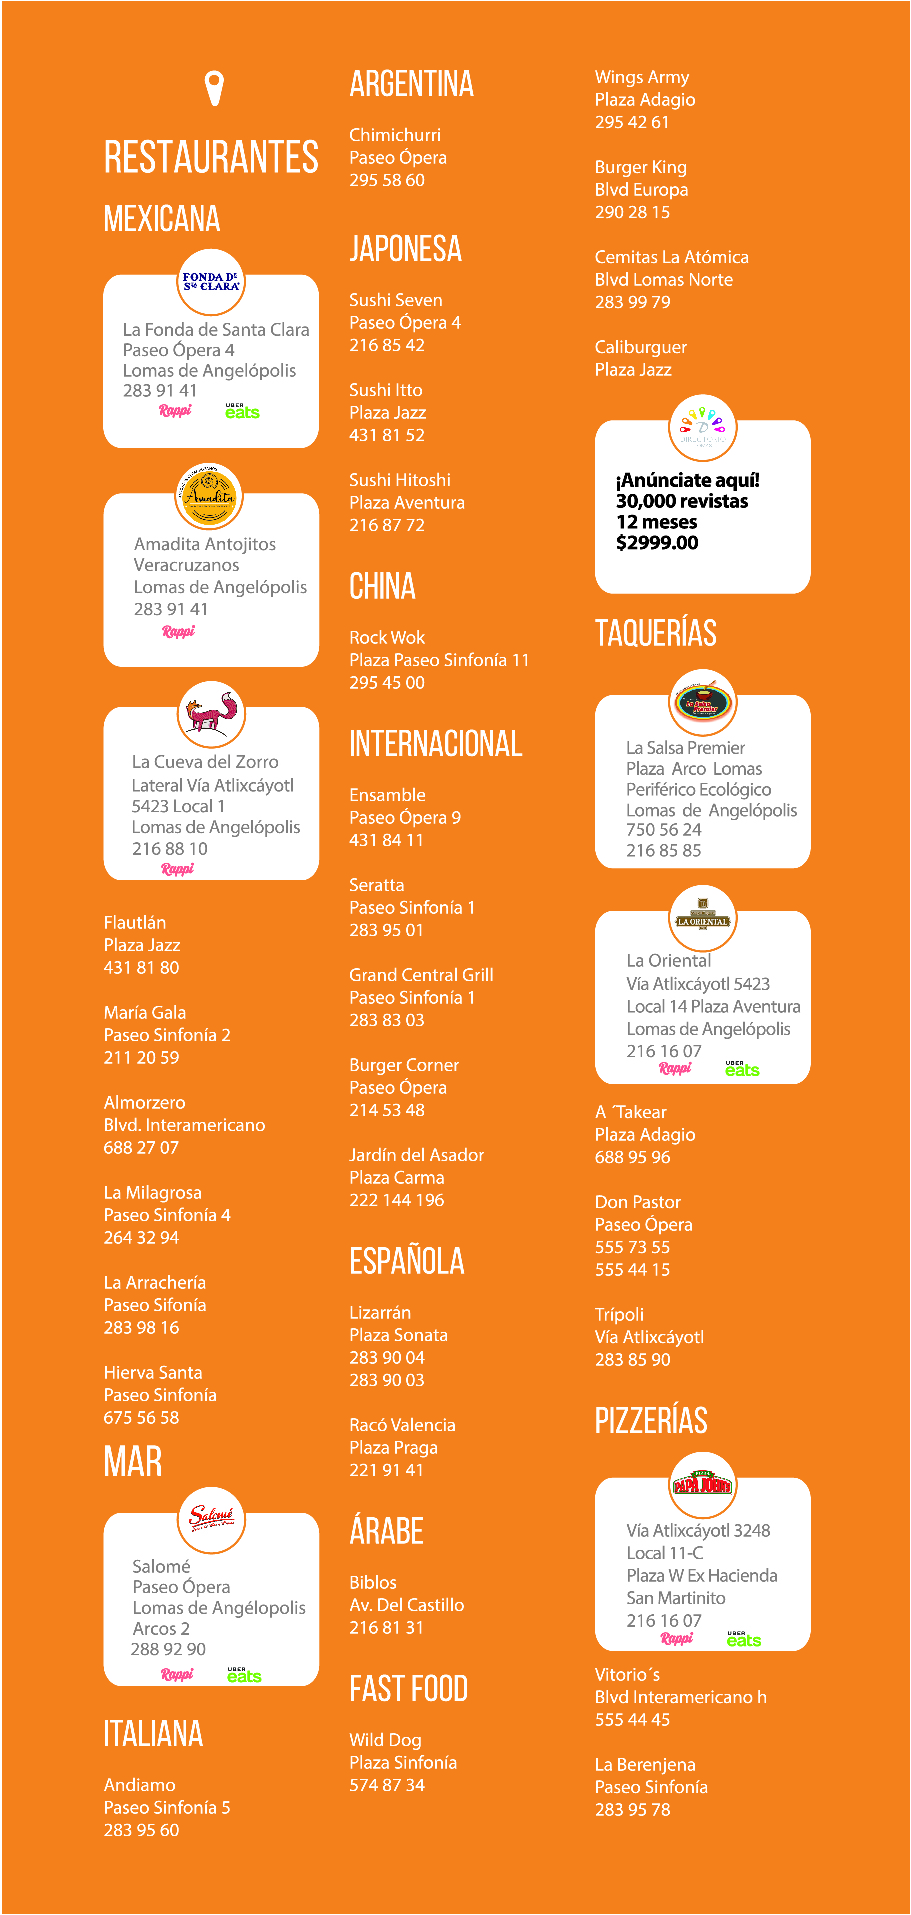 RESTAURANTES
MEXICANA
FONDA DE
Sta CLARA
La Fonda de Santa Clara
Paseo Ópera 4
Lomas de Angelópolis
283 91 41
Rappi
UBER
eats
Amadita
Amadita Antojitos
Veracruzanos
Lomas de Angelópolis
283 91 41
Rappi
La Cueva del Zorro
Lateral Vía Atlixcáyotl
5423 Local 1
Lomas de Angelópolis
216 88 10
Rappi
Flautlán
Plaza Jazz
431 81 80
María Gala
Paseo Sinfonía 2
211 20 59
Almorzero
Blvd. Interamericano
688 27 07
La Milagrosa
Paseo Sinfonía 4
264 32 94
La Arrachería
Paseo Sifonía
283 98 16
Hierva Santa
Paseo Sinfonía
675 56 58
MAR
Salomé
Salomé
Paseo Ópera
Lomas de Angélopolis
Arcos 2
288 92 90
Rappi
UBER
eats
ITALIANA
Andiamo
Paseo Sinfonía 5
283 95 60
ARGENTINA
Chimichurri
Paseo Ópera
295 58 60
JAPONESA
Sushi Seven
Paseo Ópera 4
216 85 42
Sushi Itto
Plaza Jazz
431 81 52
Sushi Hitoshi
Plaza Aventura
216 87 72
CHINA
Rock Wok
Plaza Paseo Sinfonía 11
295 45 00
INTERNACIONAL
Ensamble
Paseo Ópera 9
431 84 11
Seratta
Paseo Sinfonía 1
283 95 01
Grand Central Grill
Paseo Sinfonía 1
283 83 03
Burger Corner
Paseo Ópera
214 53 48
Jardín del Asador
Plaza Carma
222 144 196
ESPAÑOLA
Lizarrán
Plaza Sonata
283 90 04
283 90 03
Racó Valencia
Plaza Praga
221 91 41
ÁRABE
Biblos
Av. Del Castillo
216 81 31
FAST FOOD
Wild Dog
Plaza Sinfonía
574 87 34
Wings Army
Plaza Adagio
295 42 61
Burger King
Blvd Europa
290 28 15
Cemitas La Atómica
Blvd Lomas Norte
283 99 79
Caliburguer
Plaza Jazz
¡Anúnciate aquí!
30,000 revistas
12 meses
$2999.00
TAQUERÍAS
La Salsa
Premier
La Salsa Premier
Plaza Arco Lomas
Periférico Ecológico
Lomas de Angelópolis
750 56 24
216 85 85
LA ORIENTAL
La Oriental
Vía Atlixcáyotl 5423
Local 14 Plaza Aventura
Lomas de Angelópolis
216 16 07
Rappi
UBER
eats
A ´Takear
Plaza Adagio
688 95 96
Don Pastor
Paseo Ópera
555 73 55
555 44 15
Trípoli
Vía Atlixcáyotl
283 85 90
PIZZERÍAS
PIZZA
PAPA JOHN'S
Vía Atlixcáyotl 3248
Local 11-C
Plaza W Ex Hacienda
San Martinito
216 16 07
Rappi
UBER
eats
Vitorio´s
Blvd Interamericano h
555 44 45
La Berenjena
Paseo Sinfonía
283 95 78